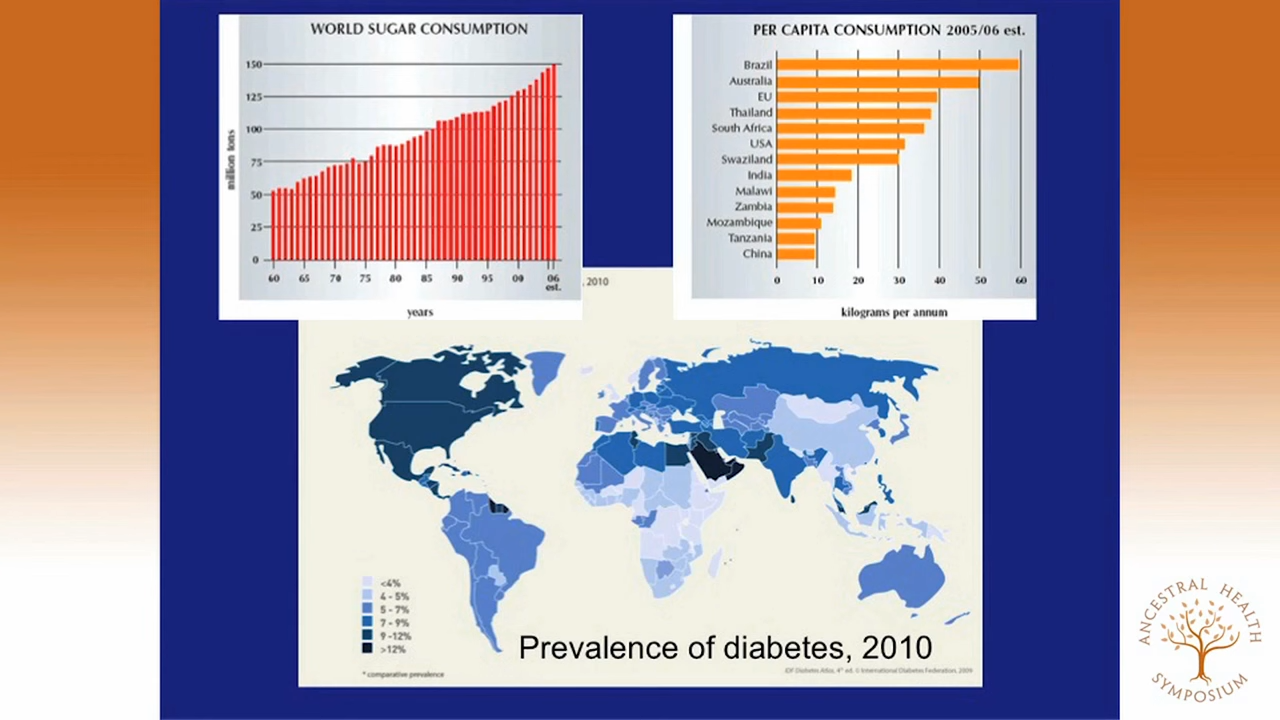 WORLD SUGAR CONSUMPTION
150
125
100
75
50
25
0
million tons
60 65 70 75 80 85 90 95 00 06
est.
years
PER CAPITA CONSUMPTION 2005/06 est.
Brazil
Australia
EU
Thailand
South Africa
USA
Swaziland
India
Malawi
Zambia
Mozambique
Tanzania
China
0 10 20 30 40 50 60
kilograms per annum
, 2010
<4%
4 - 5%
5 - 7%
7 - 9%
9 -12%
>12%
* comparative prevalence
Prevalence of diabetes, 2010
IDF Diabetes Atlas, 4th ed. © International Diabetes Federation, 2009
ANCESTRAL HEALTH
SYMPOSIUM